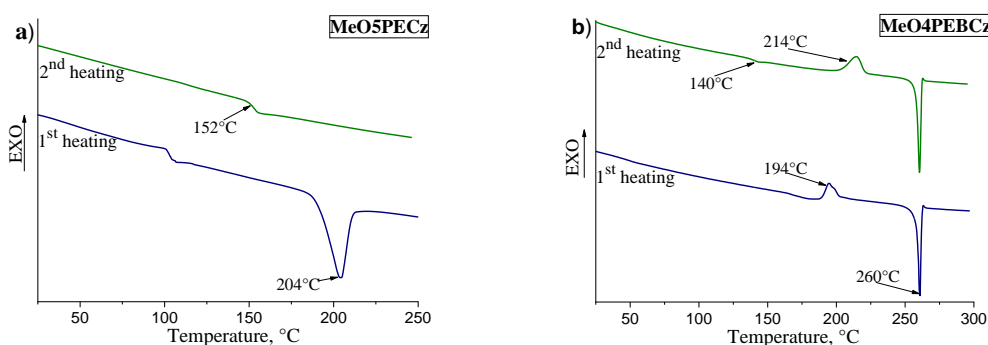 a)
MeO5PECz
2nd heating
152°C
1st heating
EXO
204°C
50
100
150
200
250
Temperature, °C
b)
MeO4PEBCz
214°C
2nd heating
140°C
EXO
194°C
1st heating
260°C
50
100
150
200
250
300
Temperature, °C